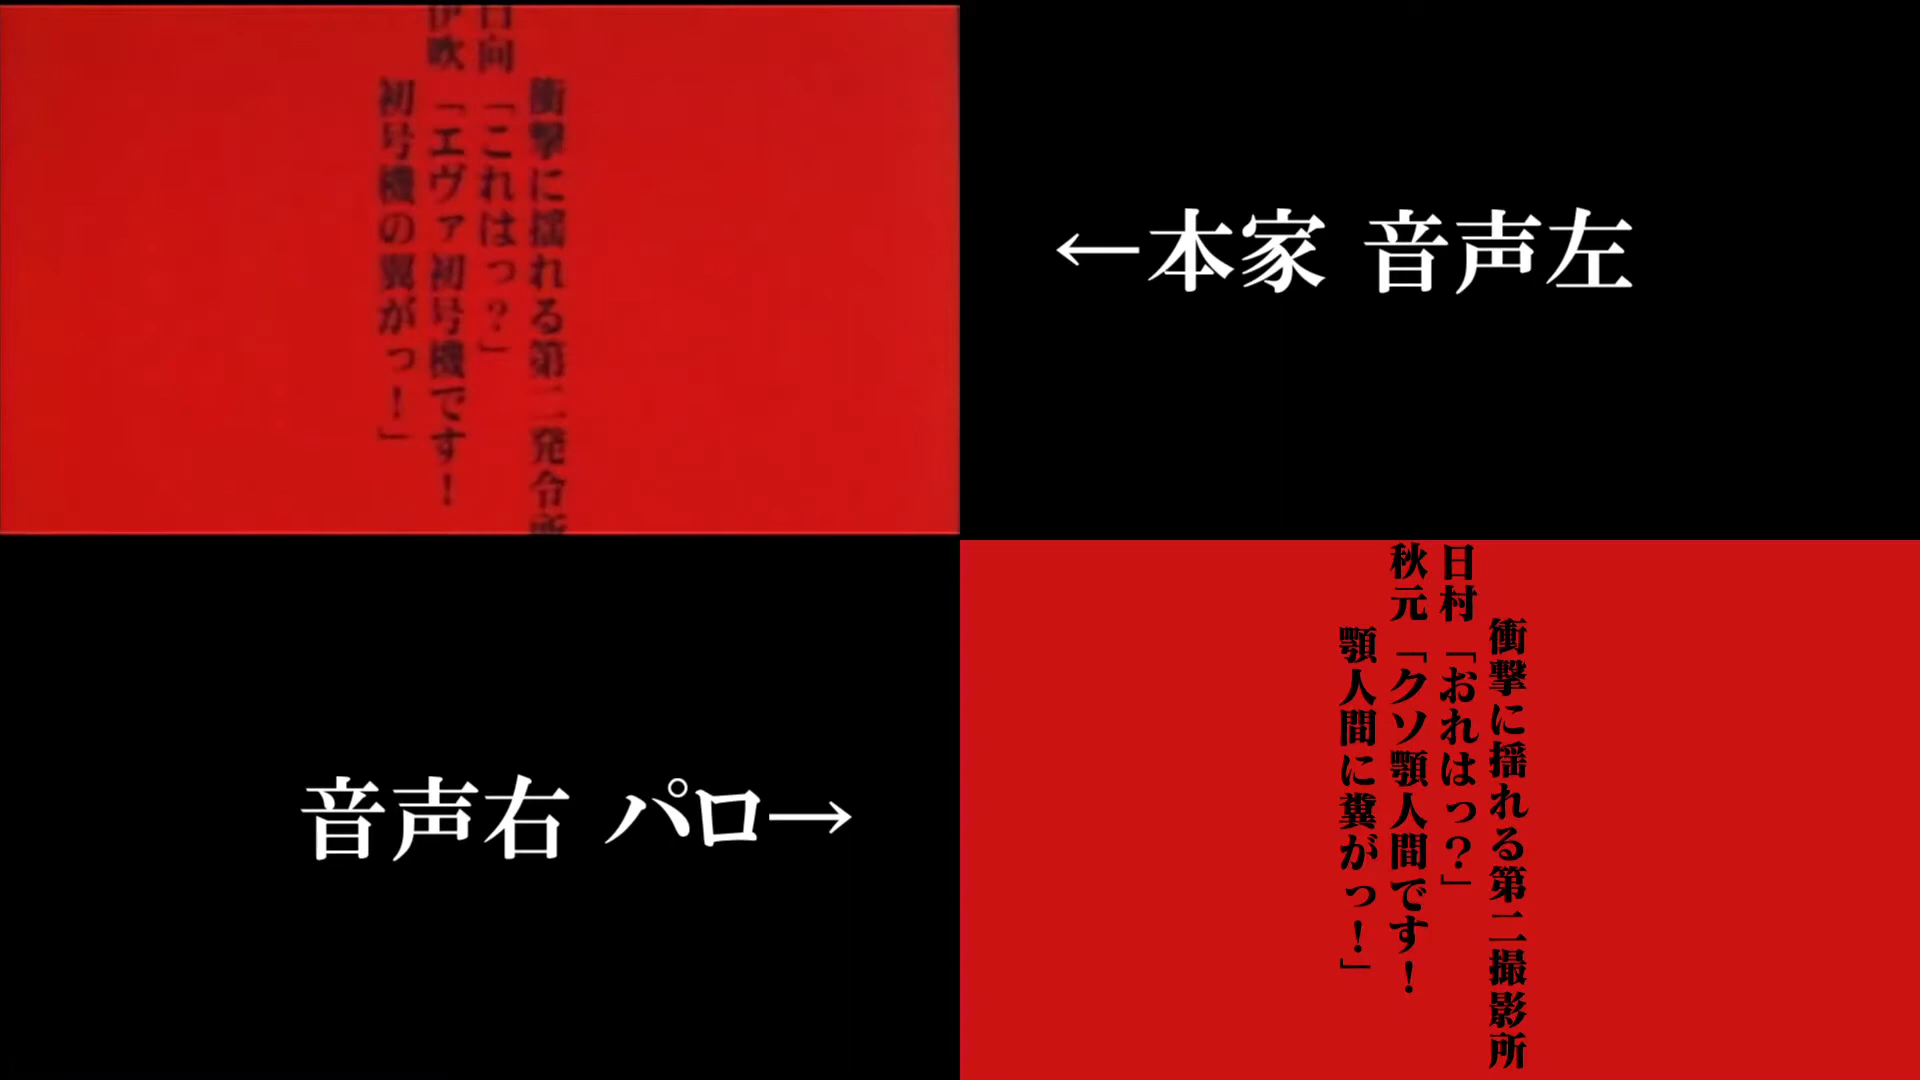 衝撃に揺れる第二発令所
日向「これはっ?」
伊吹「エヴァ初号機です!
初号機の翼がっ!」
←本家 音声左
音声右 パロ→
衝撃に揺れる第二撮影所
日村「おれはっ?」
秋元「クソ顎人間です!
顎人間に糞がっ!」